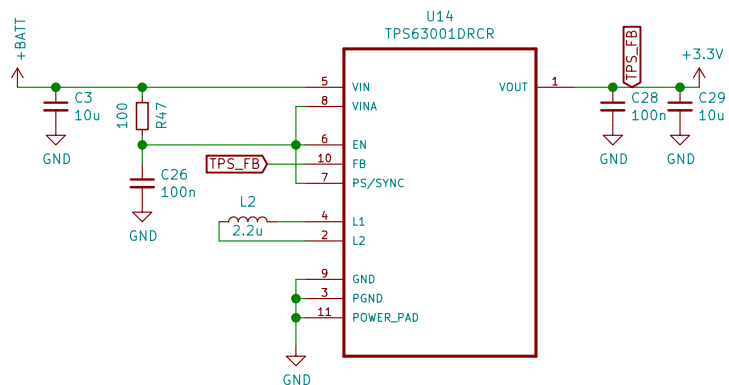 U14
TPS63001DRCR
+BATT
TPS_FB
+3.3V
5 VIN
VOUT 1
C3
10u
100
R47
8 VINA
C28
100n
C29
10u
GND
6 EN
GND
GND
TPS_FB
10 FB
C26
100n
7 PS/SYNC
L2
2.2u
4 L1
GND
2 L2
9 GND
3 PGND
11 POWER_PAD
GND